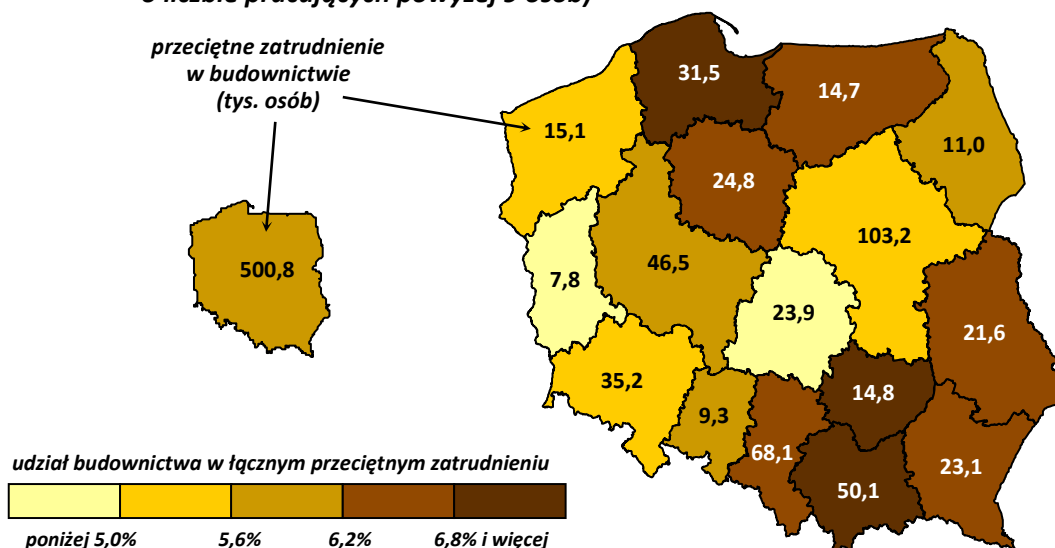 o liczbie pracujących powyżej 9 osób)
przeciętne zatrudnienie
w budownictwie
(tys. osób)
31,5
14,7
15,1
11,0
24,8
103,2
500,8
46,5
7,8
23,9
21,6
35,2
14,8
9,3
68,1
23,1
50,1
udział budownictwa w łącznym przeciętnym zatrudnieniu
poniżej 5,0% 5,6% 6,2% 6,8% i więcej